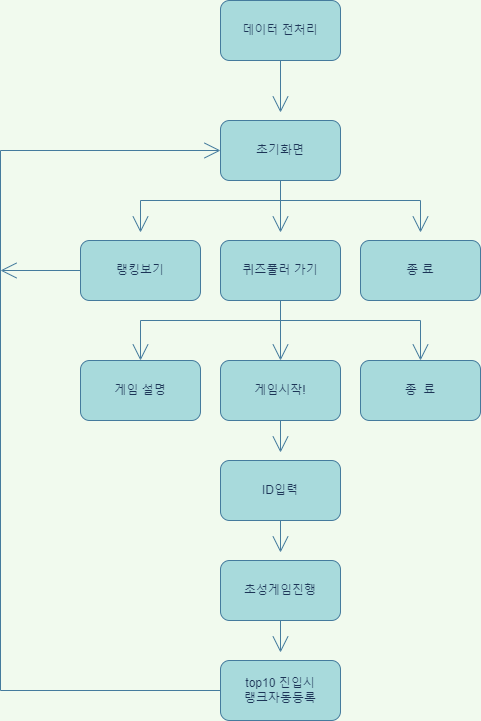 데이터 전처리
초기화면
랭킹보기
퀴즈풀러 가기
종 료
게임 설명
게임시작!
종 료
ID입력
초성게임진행
top10 진입시
랭크자동등록